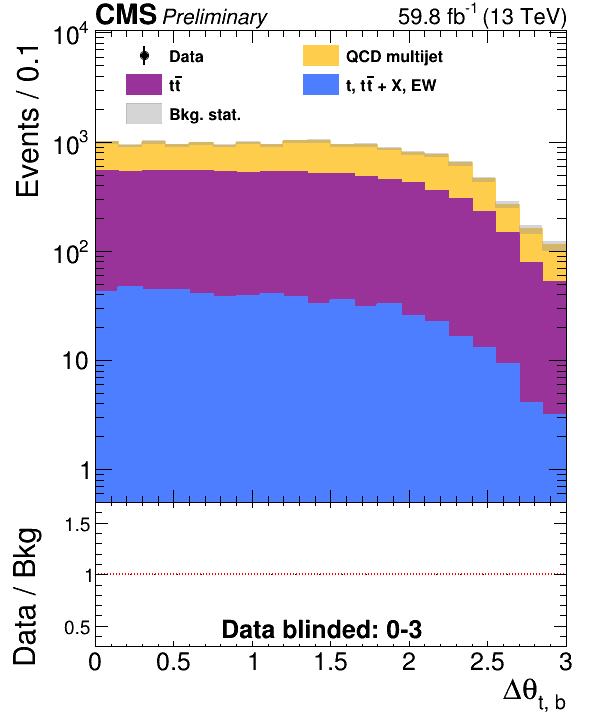 CMS Preliminary 59.8 fb⁻¹ (13 TeV)
Events / 0.1
10⁴
10³
10²
10
1
Data
QCD multijet
tt̄
t, tt̄ + X, EW
Bkg. stat.
Data / Bkg
1.5
1
0.5
Data blinded: 0-3
0 0.5 1 1.5 2 2.5 3
Δθt, b